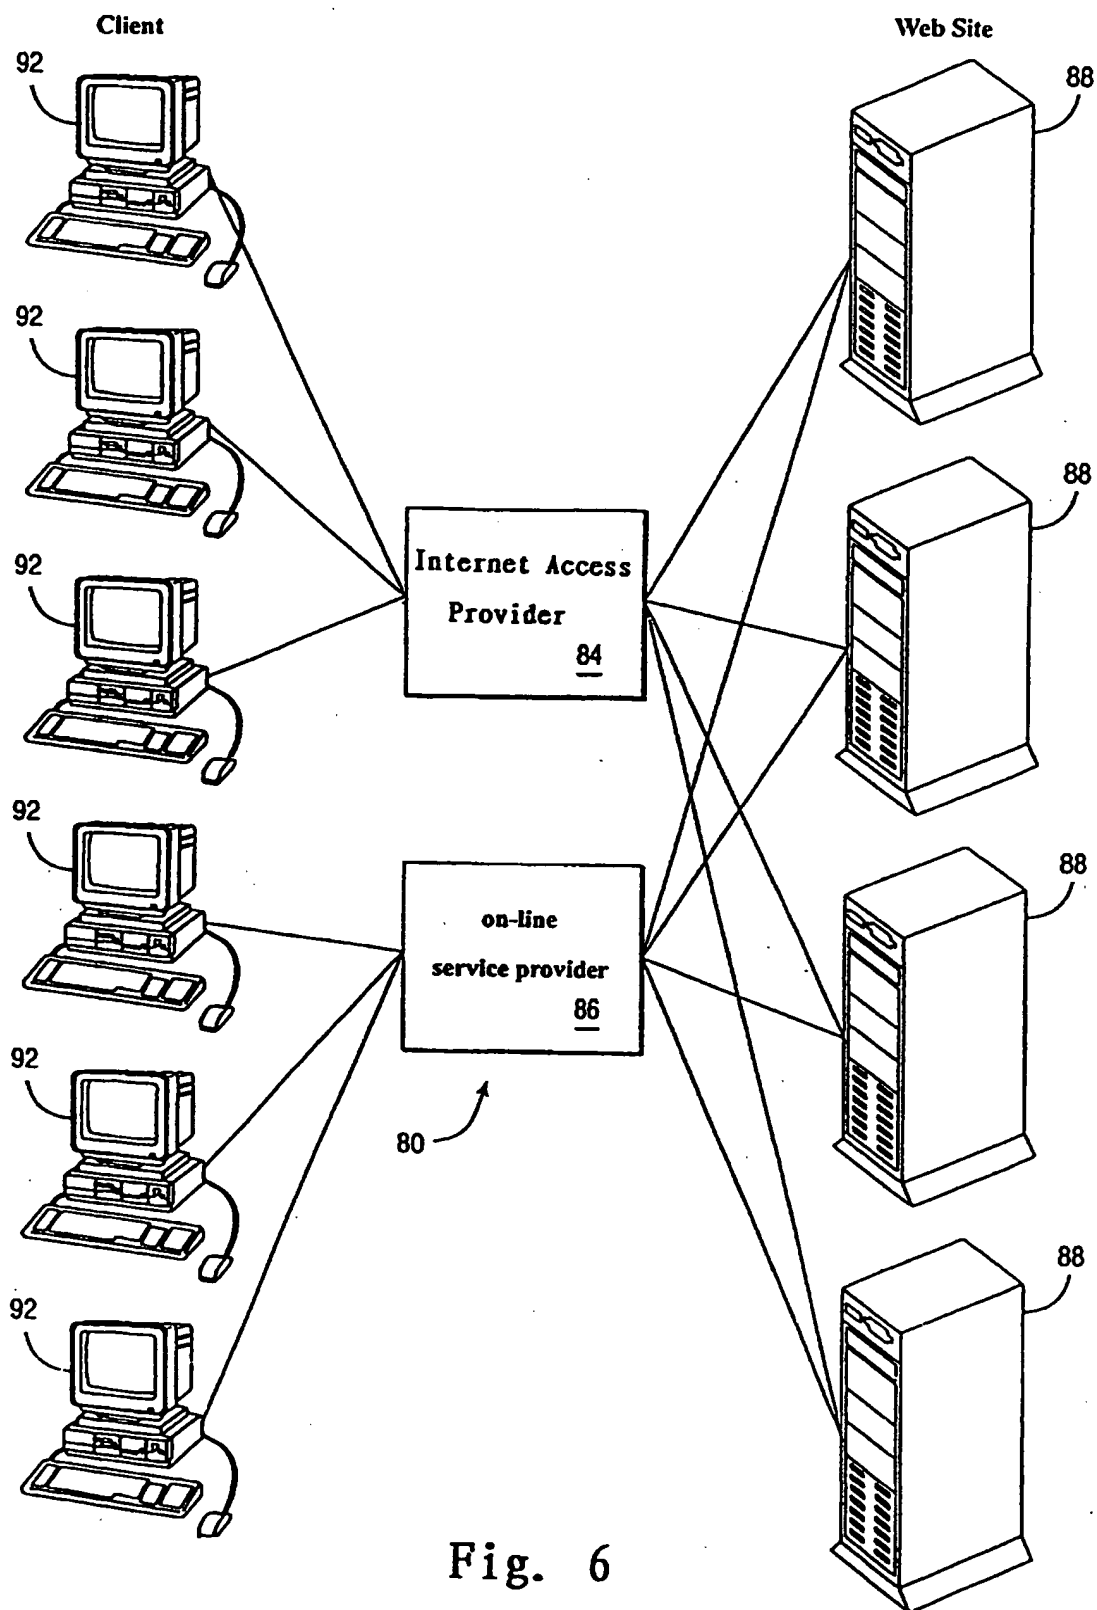 Client
Web Site
92
88
92
88
Internet Access
Provider
84
92
92
88
on-line
service provider
86
92
80
88
92
Fig. 6